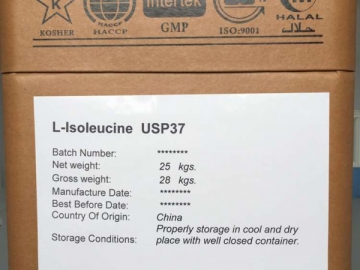 K
KOSHER
HACCP
HACCP
intertek
GMP
ISO:9001
HALAL
حلال
L-Isoleucine USP37
Batch Number: ********
Net weight: 25 kgs.
Gross weight: 28 kgs.
Manufacture Date: ********
Best Before Date: ********
Country Of Origin: China
Storage Conditions: Properly storage in cool and dry
place with well closed container.